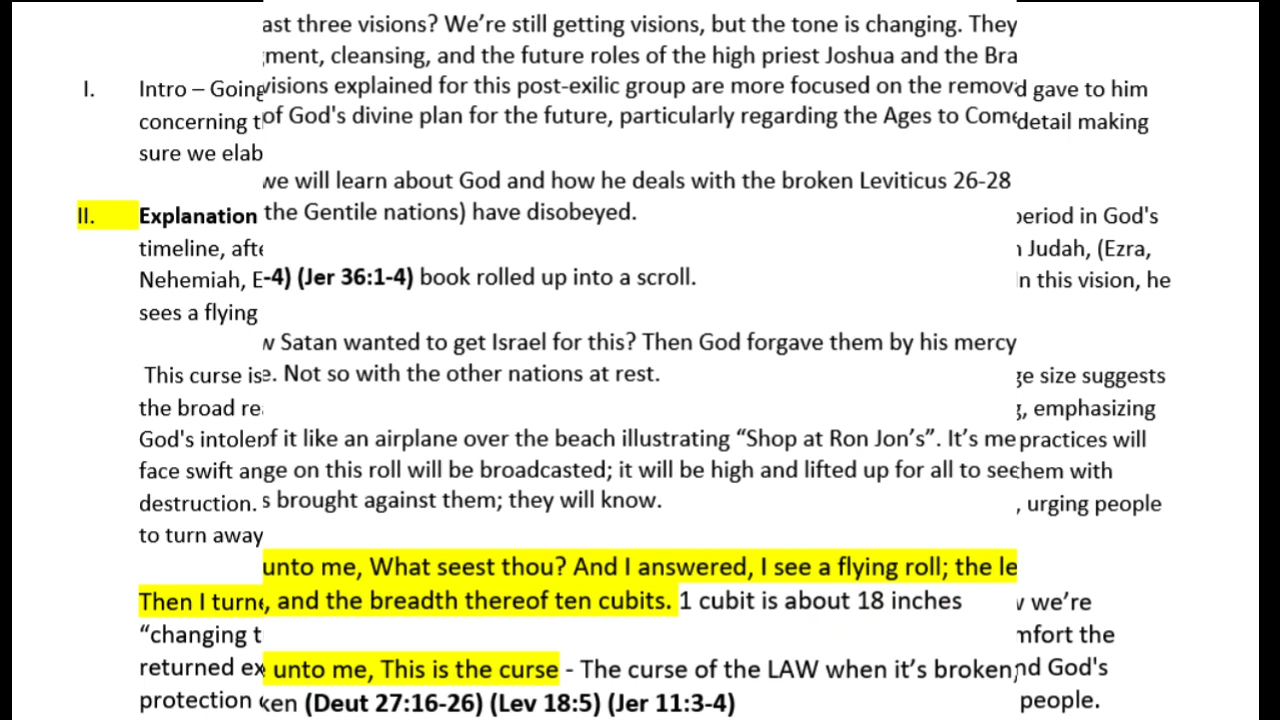 ast three visions? We're still getting visions, but the tone is changing. They
ment, cleansing, and the future roles of the high priest Joshua and the Bra
I. Intro – Going visions explained for this post-exilic group are more focused on the remov d gave to him
concerning t of God's divine plan for the future, particularly regarding the Ages to Com detail making
sure we elab
we will learn about God and how he deals with the broken Leviticus 26-28
II. Explanation the Gentile nations) have disobeyed. period in God's
timeline, afte n Judah, (Ezra,
Nehemiah, E -4) (Jer 36:1-4) book rolled up into a scroll. In this vision, he
sees a flying
w Satan wanted to get Israel for this? Then God forgave them by his mercy
This curse is e. Not so with the other nations at rest. ge size suggests
the broad re g, emphasizing
God's intoler of it like an airplane over the beach illustrating “Shop at Ron Jon's”. It's me practices will
face swift an ge on this roll will be broadcasted; it will be high and lifted up for all to see hem with
destruction. s brought against them; they will know. , urging people
to turn away
unto me, What seest thou? And I answered, I see a flying roll; the le
Then I turne , and the breadth thereof ten cubits. 1 cubit is about 18 inches w we're
“changing t mfort the
returned ex unto me, This is the curse - The curse of the LAW when it's broken, nd God's
protection ken (Deut 27:16-26) (Lev 18:5) (Jer 11:3-4) people.